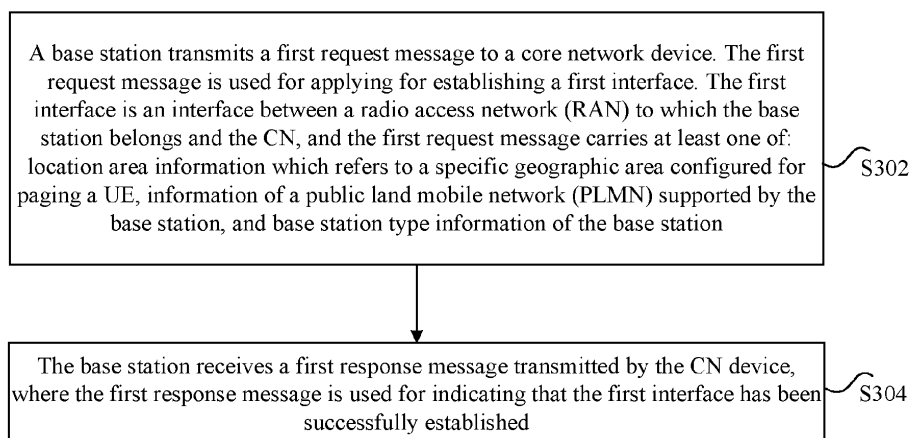 A base station transmits a first request message to a core network device. The first
request message is used for applying for establishing a first interface. The first
interface is an interface between a radio access network (RAN) to which the base
station belongs and the CN, and the first request message carries at least one of:
location area information which refers to a specific geographic area configured for
paging a UE, information of a public land mobile network (PLMN) supported by the
base station, and base station type information of the base station
S302
The base station receives a first response message transmitted by the CN device,
where the first response message is used for indicating that the first interface has been
successfully established
S304